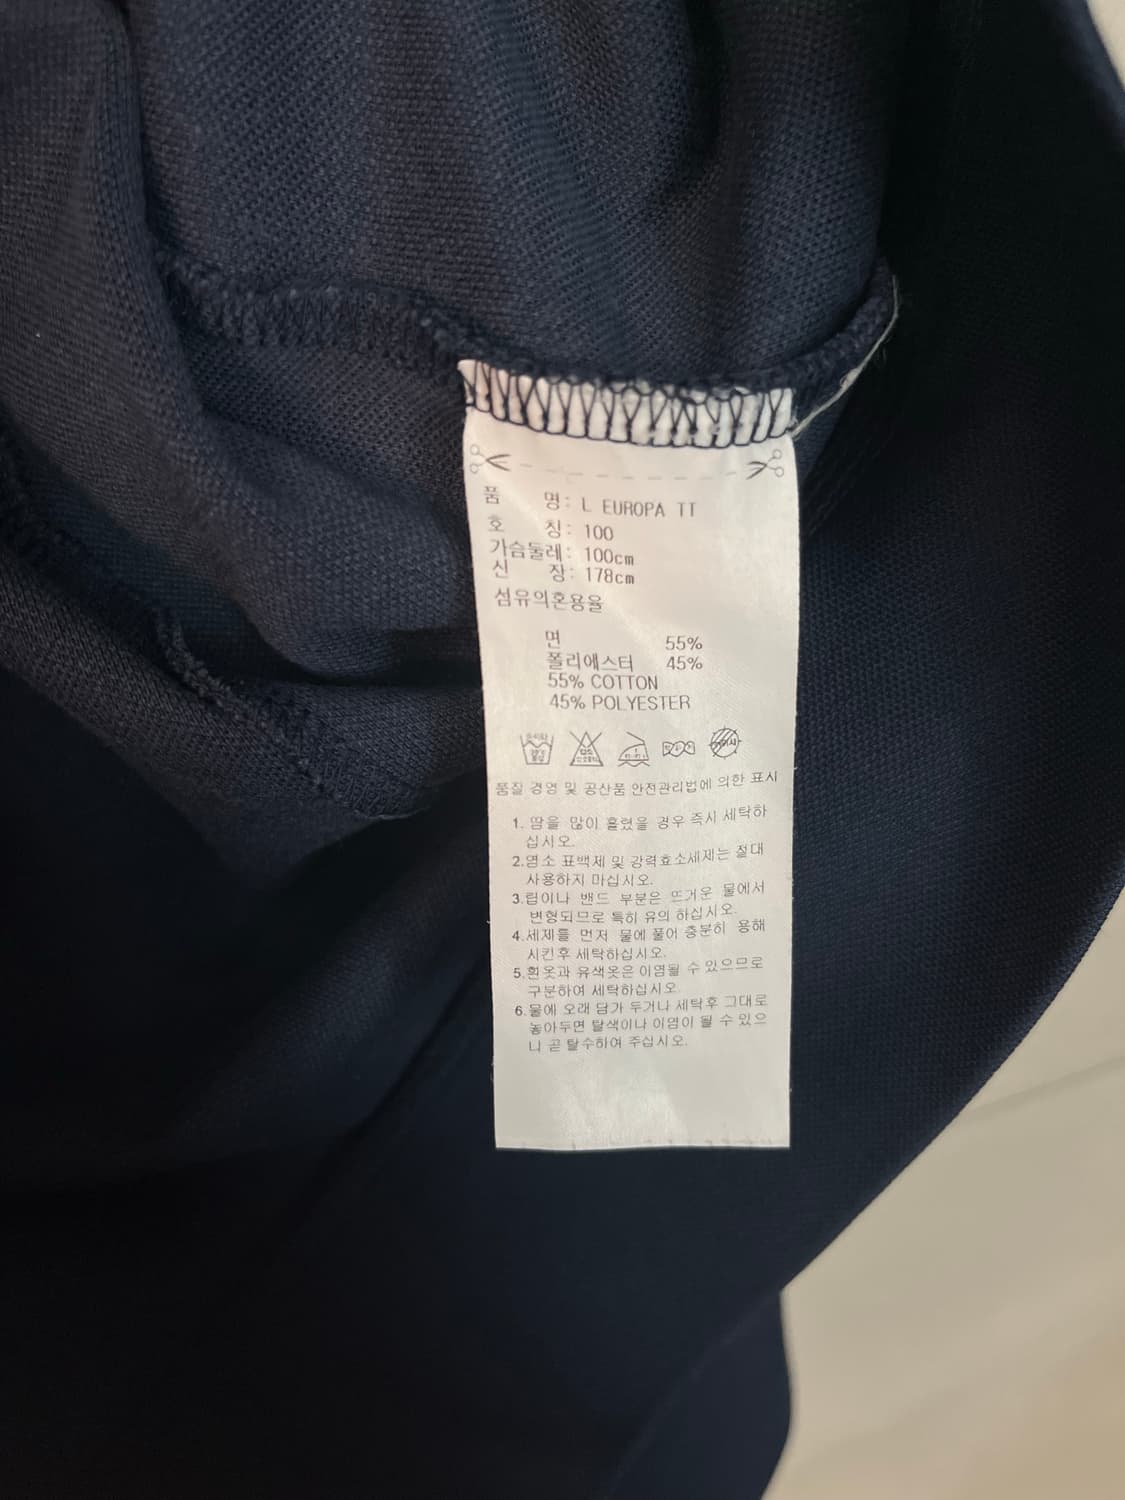 품 명: L EUROPA TT
호 칭: 100
가슴둘레: 100cm
신 장: 178cm
섬유의혼용율
면 55%
폴리에스터 45%
55% COTTON
45% POLYESTER
품질 경영 및 공산품 안전관리법에 의한 표시
1. 땀을 많이 흘렸을 경우 즉시 세탁하
십시오.
2.염소 표백제 및 강력효소세제는 절대
사용하지 마십시오.
3.립이나 밴드 부분은 뜨거운 물에서
변형되므로 특히 유의 하십시오.
4.세제를 먼저 물에 풀어 충분히 용해
시킨후 세탁하십시오.
5.흰옷과 유색옷은 이염될 수 있으므로
구분하여 세탁하십시오.
6.물에 오래 담가 두거나 세탁후 그대로
놓아두면 탈색이나 이염이 될 수 있으
니 곧 탈수하여 주십시오.